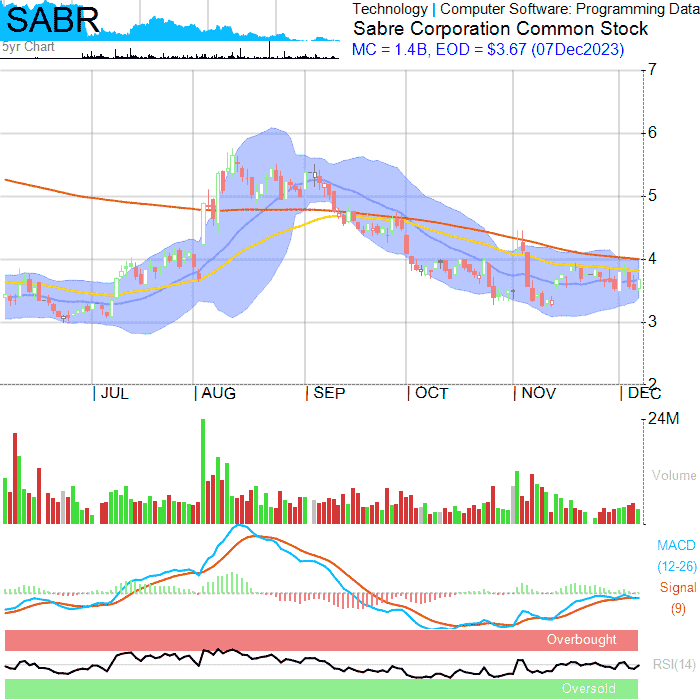 SABR
5yr Chart
Technology | Computer Software: Programming Data
Sabre Corporation Common Stock
MC = 1.4B, EOD = $3.67 (07Dec2023)
7
6
5
4
3
2
JUL
AUG
SEP
OCT
NOV
DEC
24M
Volume
MACD
(12-26)
Signal
(9)
Overbought
RSI(14)
Oversold